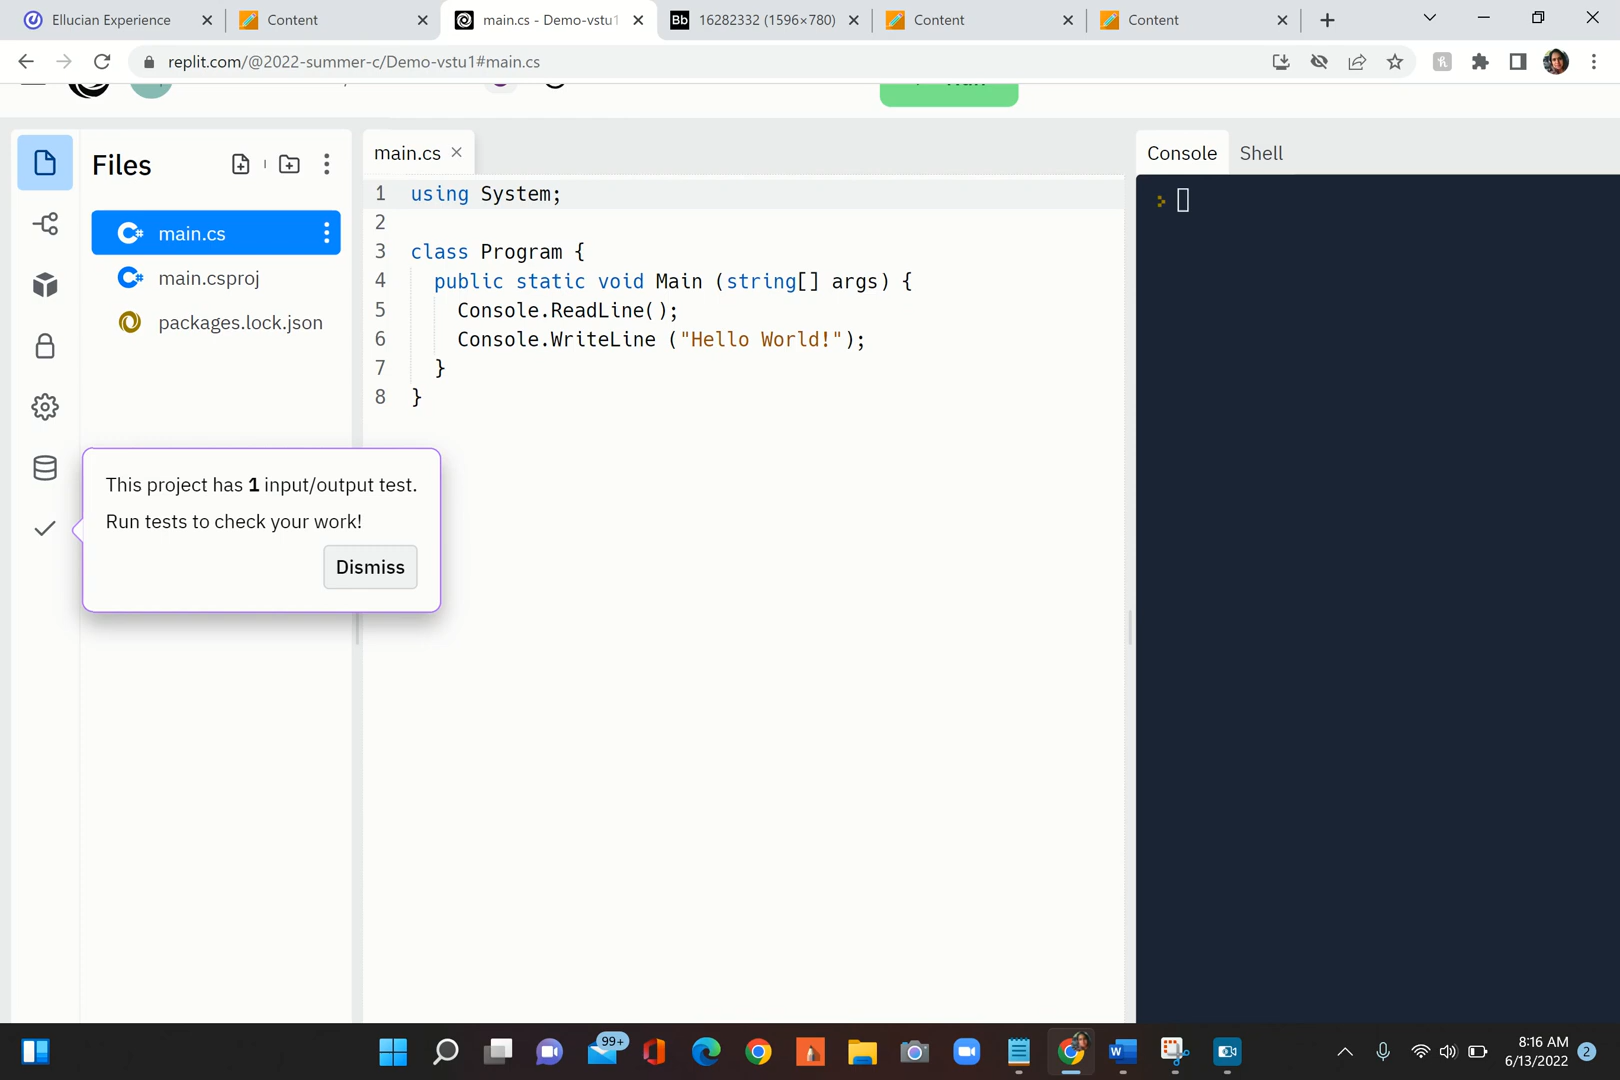 Ellucian Experience
Content
main.cs - Demo-vstu1
Bb
16282332 (1596×780)
Content
Content
replit.com/@2022-summer-c/Demo-vstu1#main.cs
Files
main.cs
main.csproj
packages.lock.json
main.cs
1 using System;
2
3 class Program {
4 public static void Main (string[] args) {
5 Console.ReadLine();
6 Console.WriteLine ("Hello World!");
7 }
8 }
This project has 1 input/output test.
Run tests to check your work!
Dismiss
Console
Shell
99+
8:16 AM
6/13/2022
2